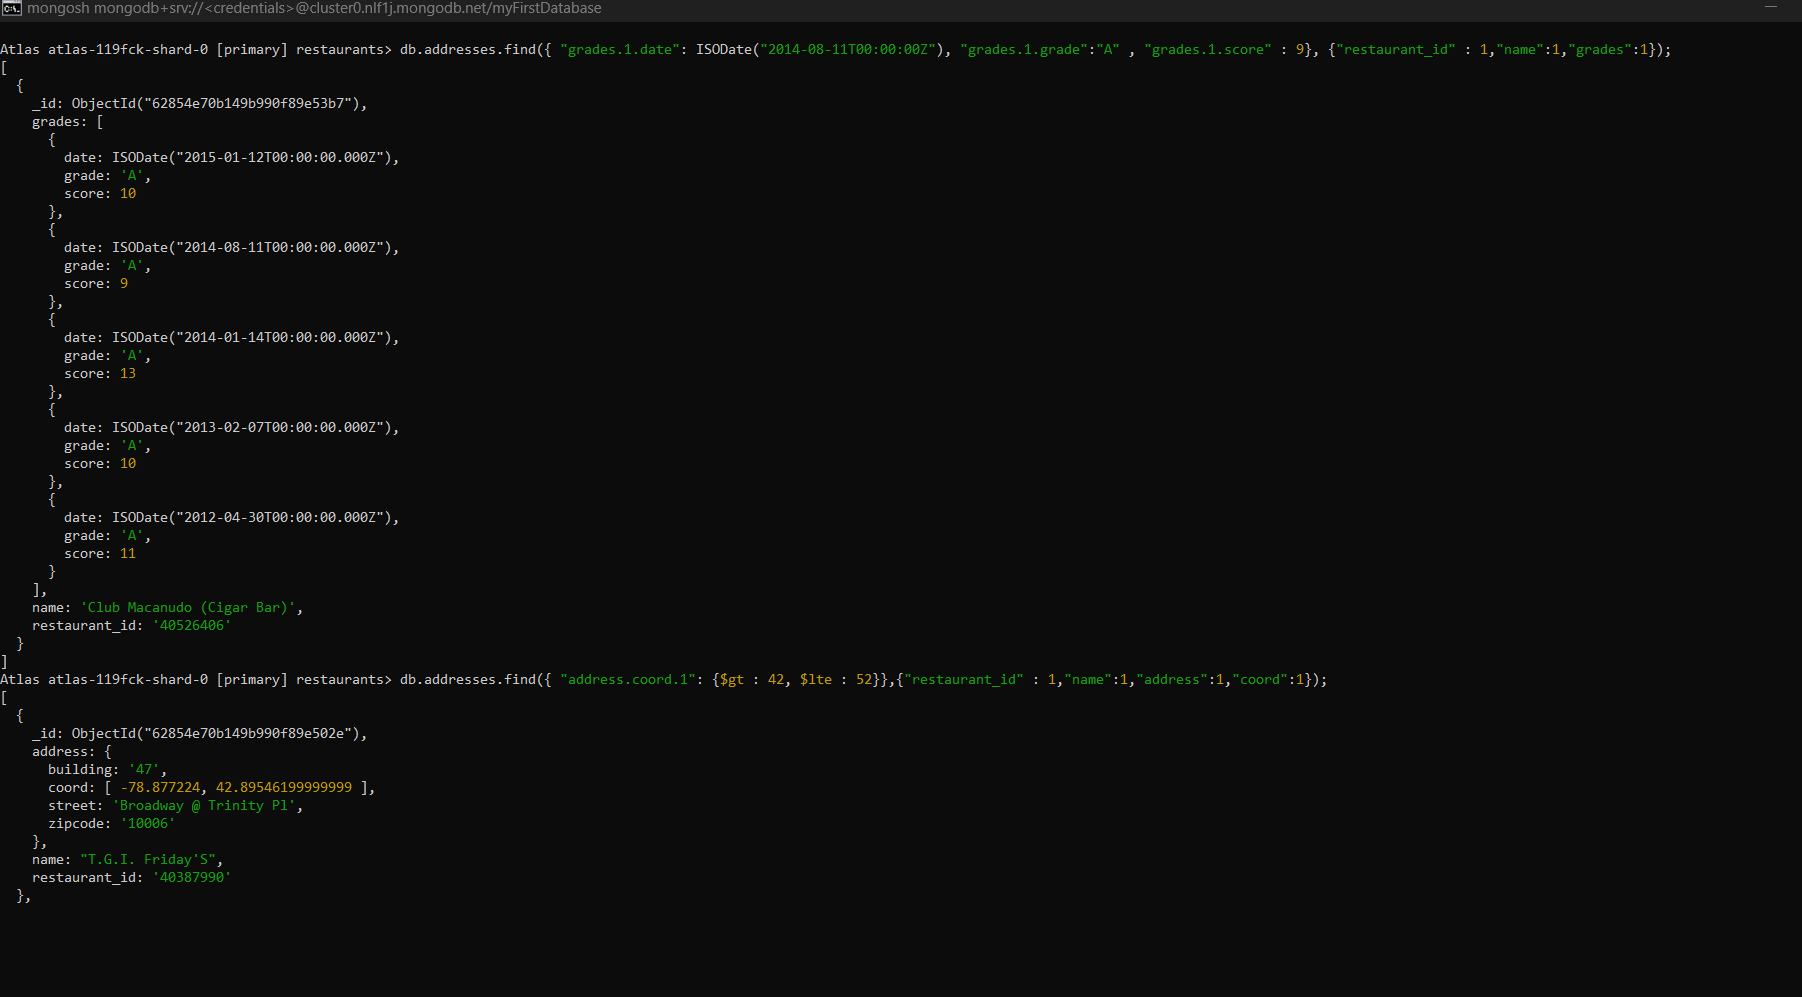 mongosh mongodb+srv://<credentials>@cluster0.nlf1j.mongodb.net/myFirstDatabase
Atlas atlas-119fck-shard-0 [primary] restaurants> db.addresses.find({ "grades.1.date": ISODate("2014-08-11T00:00:00Z"), "grades.1.grade":"A" , "grades.1.score" : 9}, {"restaurant_id" : 1,"name":1,"grades":1});
[
  {
    _id: ObjectId("62854e70b149b990f89e53b7"),
    grades: [
      {
        date: ISODate("2015-01-12T00:00:00.000Z"),
        grade: 'A',
        score: 10
      },
      {
        date: ISODate("2014-08-11T00:00:00.000Z"),
        grade: 'A',
        score: 9
      },
      {
        date: ISODate("2014-01-14T00:00:00.000Z"),
        grade: 'A',
        score: 13
      },
      {
        date: ISODate("2013-02-07T00:00:00.000Z"),
        grade: 'A',
        score: 10
      },
      {
        date: ISODate("2012-04-30T00:00:00.000Z"),
        grade: 'A',
        score: 11
      }
    ],
    name: 'Club Macanudo (Cigar Bar)',
    restaurant_id: '40526406'
  }
]
Atlas atlas-119fck-shard-0 [primary] restaurants> db.addresses.find({ "address.coord.1": {$gt : 42, $lte : 52}},{"restaurant_id" : 1,"name":1,"address":1,"coord":1});
[
  {
    _id: ObjectId("62854e70b149b990f89e502e"),
    address: {
      building: '47',
      coord: [ -78.877224, 42.89546199999999 ],
      street: 'Broadway @ Trinity Pl',
      zipcode: '10006'
    },
    name: "T.G.I. Friday'S",
    restaurant_id: '40387990'
  },